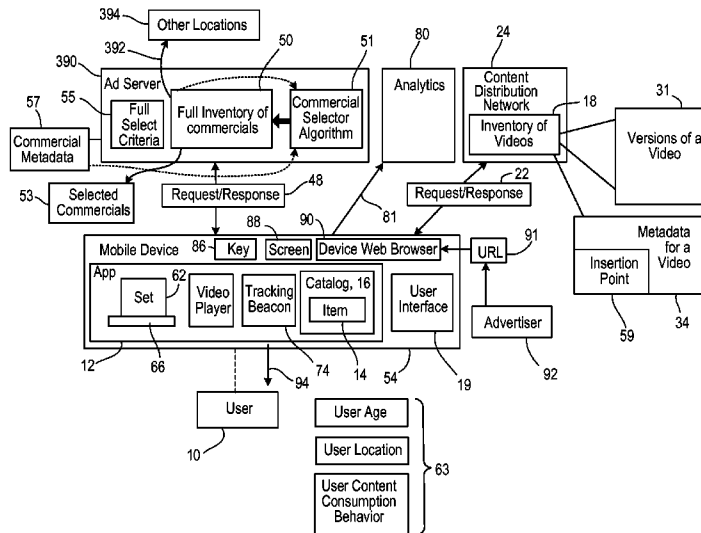 394
Other Locations
392
390
50
51
80
24
Ad Server
55
Full
Select
Criteria
Full Inventory of
commercials
Commercial
Selector
Algorithm
Analytics
Content
Distribution
Network
18
Inventory of
Videos
31
Versions of a
Video
57
Commercial
Metadata
53
Selected
Commercials
Request/Response
48
88
90
81
Request/Response
22
Mobile Device
86
Key
Screen
Device Web Browser
URL
91
Metadata
for a
Video
Insertion
Point
59
34
App
62
Set
66
Video
Player
Tracking
Beacon
74
Catalog, 16
Item
14
User
Interface
19
Advertiser
92
12
94
54
User
10
User Age
User Location
User Content
Consumption
Behavior
63